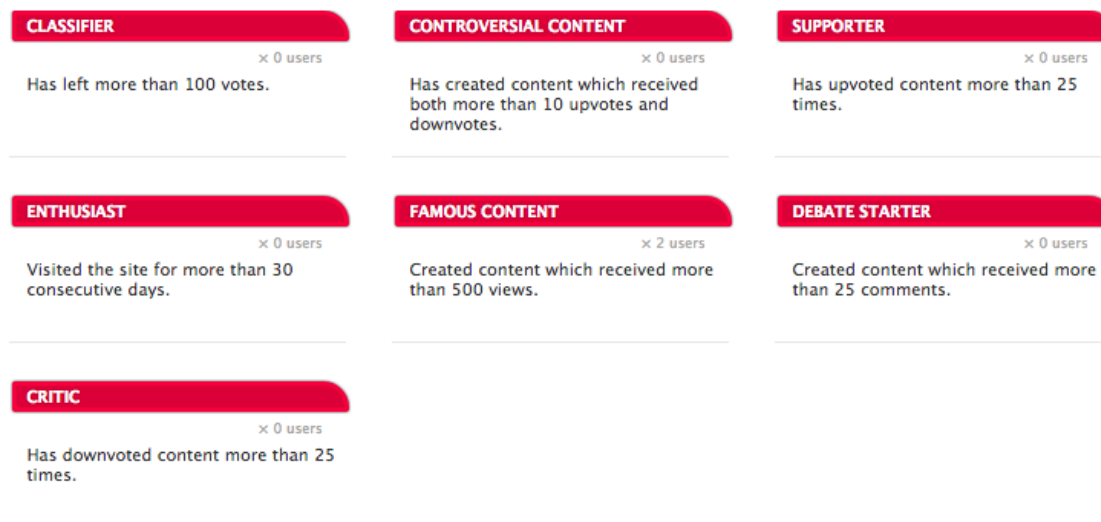 CLASSIFIER
× 0 users
Has left more than 100 votes.
CONTROVERSIAL CONTENT
× 0 users
Has created content which received
both more than 10 upvotes and
downvotes.
SUPPORTER
× 0 users
Has upvoted content more than 25
times.
ENTHUSIAST
× 0 users
Visited the site for more than 30
consecutive days.
FAMOUS CONTENT
× 2 users
Created content which received more
than 500 views.
DEBATE STARTER
× 0 users
Created content which received more
than 25 comments.
CRITIC
× 0 users
Has downvoted content more than 25
times.